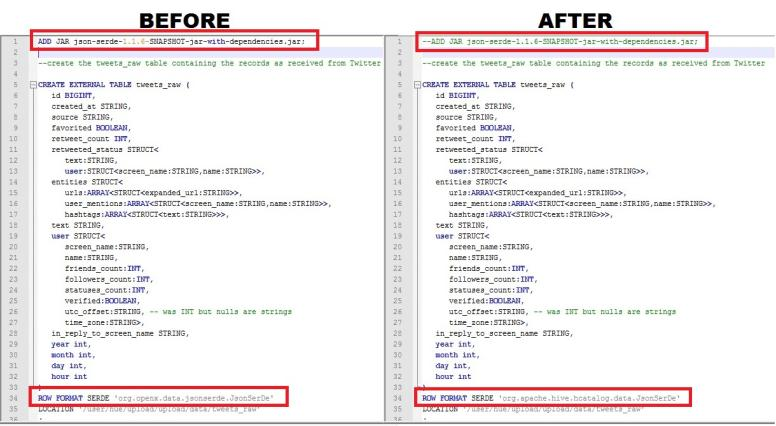 BEFORE
1 ADD JAR json-serde-1.1.6-SNAPSHOT-jar-with-dependencies.jar;
2
3 --create the tweets_raw table containing the records as received from Twitter
4
5 CREATE EXTERNAL TABLE tweets_raw (
6 id BIGINT,
7 created_at STRING,
8 source STRING,
9 favorited BOOLEAN,
10 retweet_count INT,
11 retweeted_status STRUCT<
12 text:STRING,
13 user:STRUCT<screen_name:STRING,name:STRING>>,
14 entities STRUCT<
15 urls:ARRAY<STRUCT<expanded_url:STRING>>,
16 user_mentions:ARRAY<STRUCT<screen_name:STRING,name:STRING>>,
17 hashtags:ARRAY<STRUCT<text:STRING>>>,
18 text STRING,
19 user STRUCT<
20 screen_name:STRING,
21 name:STRING,
22 friends_count:INT,
23 followers_count:INT,
24 statuses_count:INT,
25 verified:BOOLEAN,
26 utc_offset:STRING, -- was INT but nulls are strings
27 time_zone:STRING>,
28 in_reply_to_screen_name STRING,
29 year int,
30 month int,
31 day int,
32 hour int
33 )
34 ROW FORMAT SERDE 'org.openx.data.jsonserde.JsonSerDe'
35 LOCATION '/user/hue/upload/upload/data/tweets_raw'
36 ;
AFTER
1 --ADD JAR json-serde-1.1.6-SNAPSHOT-jar-with-dependencies.jar;
2
3 --create the tweets_raw table containing the records as received from Twitter
4
5 CREATE EXTERNAL TABLE tweets_raw (
6 id BIGINT,
7 created_at STRING,
8 source STRING,
9 favorited BOOLEAN,
10 retweet_count INT,
11 retweeted_status STRUCT<
12 text:STRING,
13 user:STRUCT<screen_name:STRING,name:STRING>>,
14 entities STRUCT<
15 urls:ARRAY<STRUCT<expanded_url:STRING>>,
16 user_mentions:ARRAY<STRUCT<screen_name:STRING,name:STRING>>,
17 hashtags:ARRAY<STRUCT<text:STRING>>>,
18 text STRING,
19 user STRUCT<
20 screen_name:STRING,
21 name:STRING,
22 friends_count:INT,
23 followers_count:INT,
24 statuses_count:INT,
25 verified:BOOLEAN,
26 utc_offset:STRING, -- was INT but nulls are strings
27 time_zone:STRING>,
28 in_reply_to_screen_name STRING,
29 year int,
30 month int,
31 day int,
32 hour int
33 )
34 ROW FORMAT SERDE 'org.apache.hive.hcatalog.data.JsonSerDe'
35 LOCATION '/user/hue/upload/upload/data/tweets_raw'
36 ;